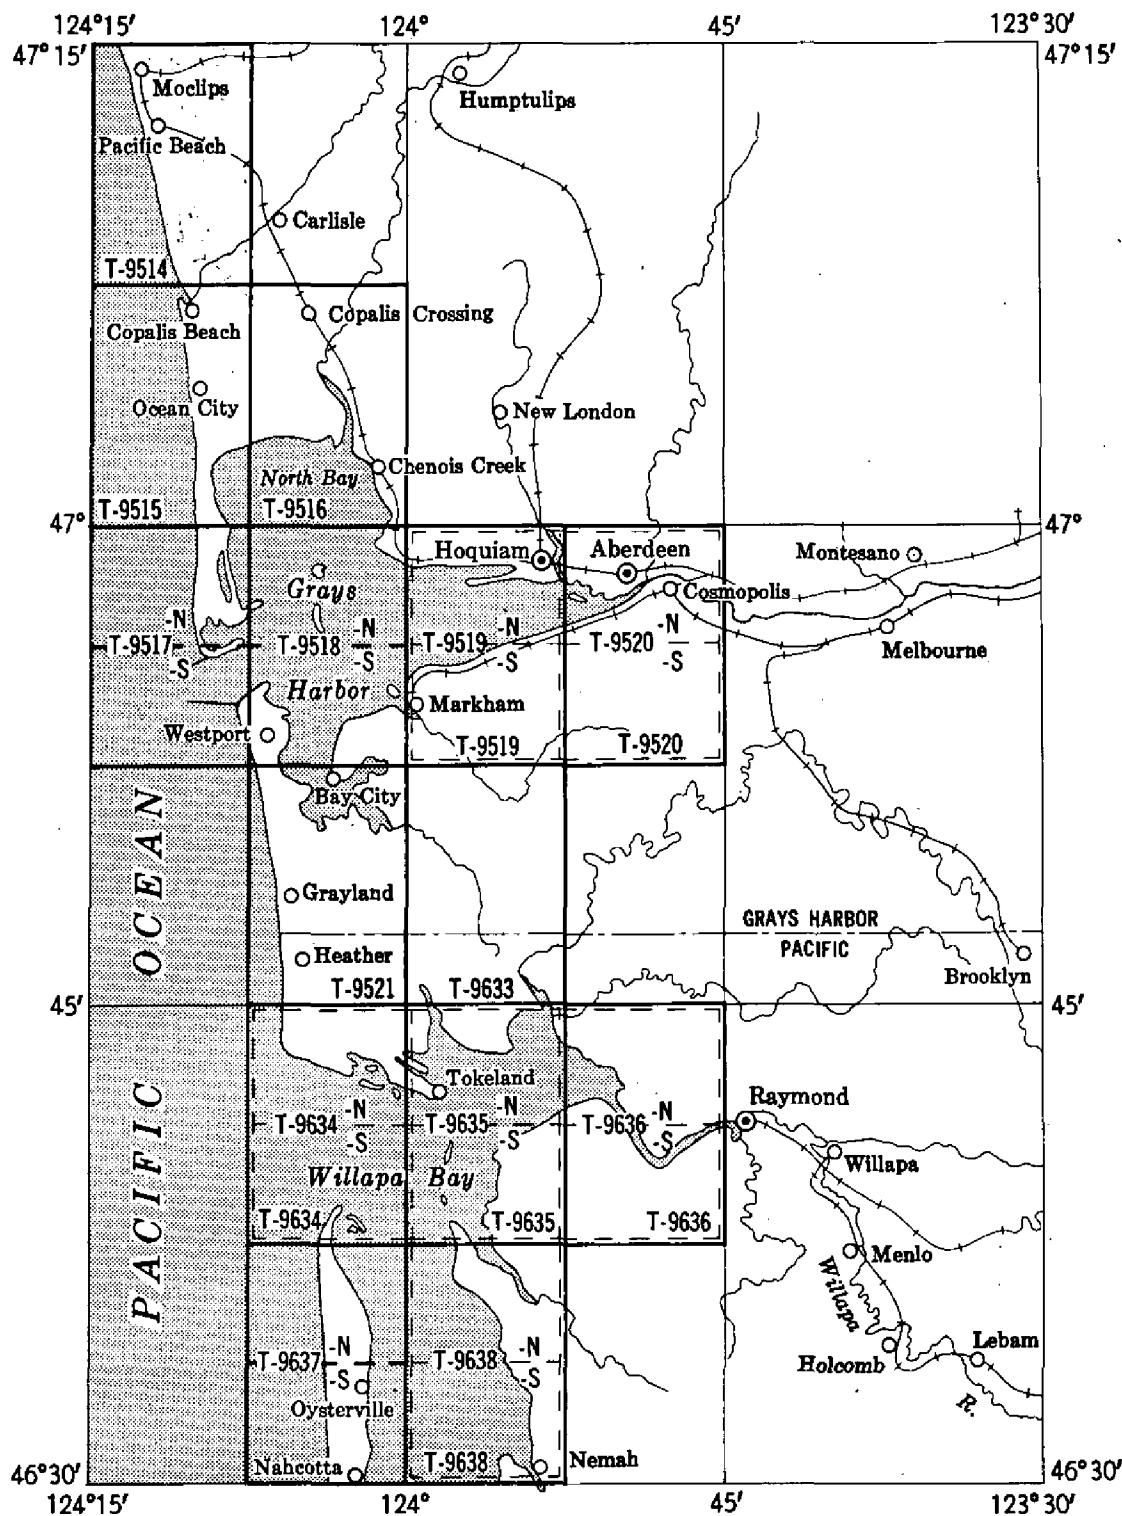 124°15′ 124° 45′ 123°30′
47°15′ 47°15′
Moclips
Humptulips
Pacific Beach
Carlisle
T-9514
Copalis Beach
Copalis Crossing
Ocean City
New London
Chenois Creek
North Bay
T-9515
T-9516
47° 47°
Hoquiam
Aberdeen
Montesano
Grays
Cosmopolis
T-9517 -N -S
T-9518 -N -S
T-9519 -N -S
T-9520 -N -S
Melbourne
Harbor
Markham
Westport
T-9519
T-9520
Bay City
PACIFIC OCEAN
Grayland
GRAYS HARBOR
PACIFIC
Heather
Brooklyn
T-9521
T-9633
45′ 45′
Tokeland
Raymond
T-9634 -N -S
T-9635 -N -S
T-9636 -N -S
Willapa
Willapa Bay
T-9634
T-9635
T-9636
Menlo
Willapa R.
Holcomb
Lebam
T-9637 -N -S
T-9638 -N -S
Oysterville
Nahcotta
T-9638
Nemah
46°30′ 46°30′
124°15′ 124° 45′ 123°30′